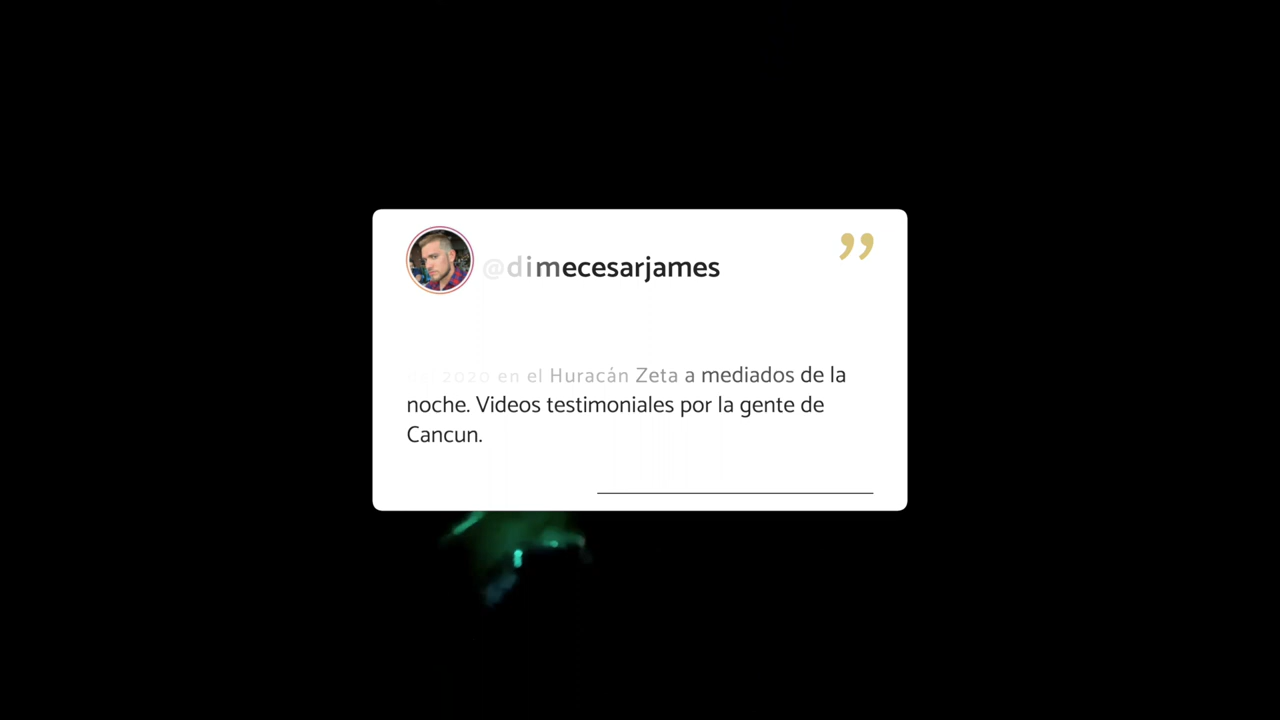 @dimecesarjames
2020 en el Huracán Zeta a mediados de la
noche. Videos testimoniales por la gente de
Cancun.